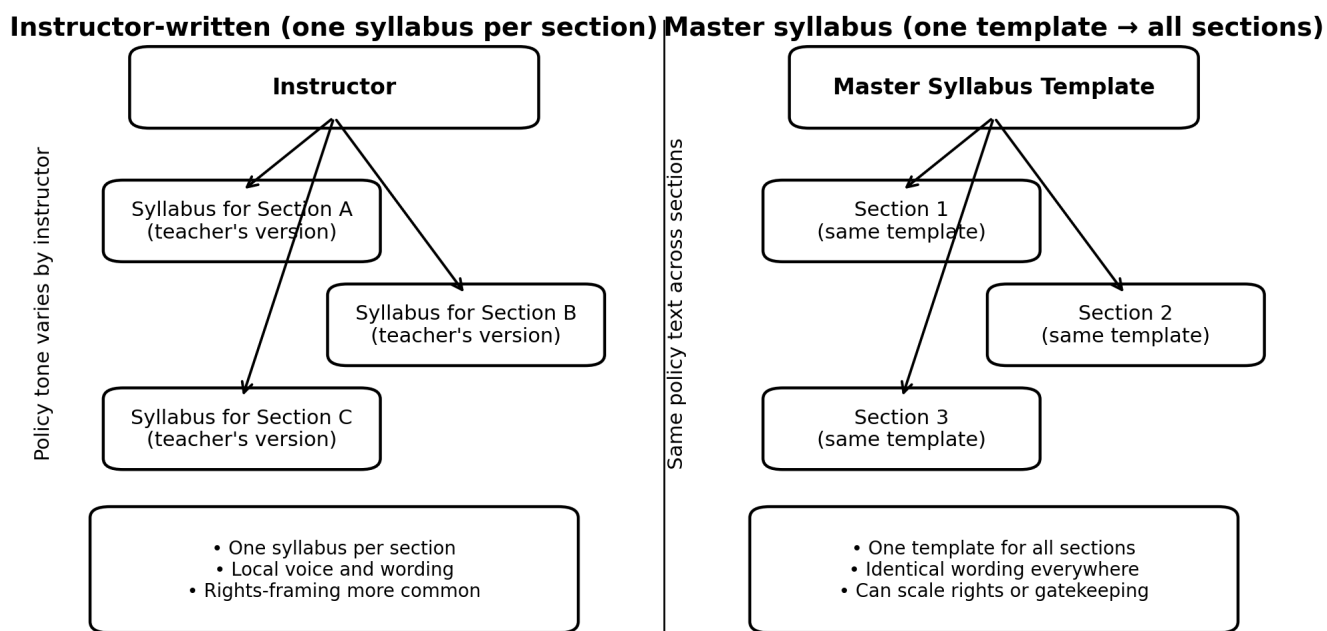 Instructor-written (one syllabus per section)
Instructor
Policy tone varies by instructor
Syllabus for Section A
(teacher's version)
Syllabus for Section B
(teacher's version)
Syllabus for Section C
(teacher's version)
• One syllabus per section
• Local voice and wording
• Rights-framing more common
Master syllabus (one template → all sections)
Master Syllabus Template
Same policy text across sections
Section 1
(same template)
Section 2
(same template)
Section 3
(same template)
• One template for all sections
• Identical wording everywhere
• Can scale rights or gatekeeping